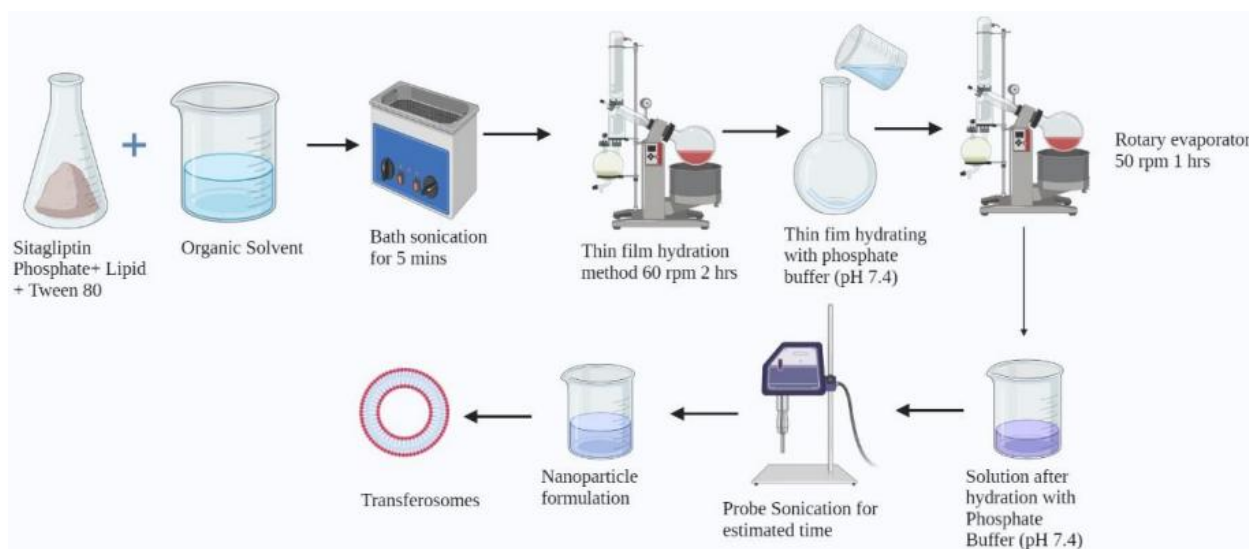 Sitagliptin
Phosphate+ Lipid
+ Tween 80
Organic Solvent
Bath sonication
for 5 mins
Thin film hydration
method 60 rpm 2 hrs
Thin fim hydrating
with phosphate
buffer (pH 7.4)
Rotary evaporator
50 rpm 1 hrs
Solution after
hydration with
Phosphate
Buffer (pH 7.4)
Probe Sonication for
estimated time
Nanoparticle
formulation
Transferosomes